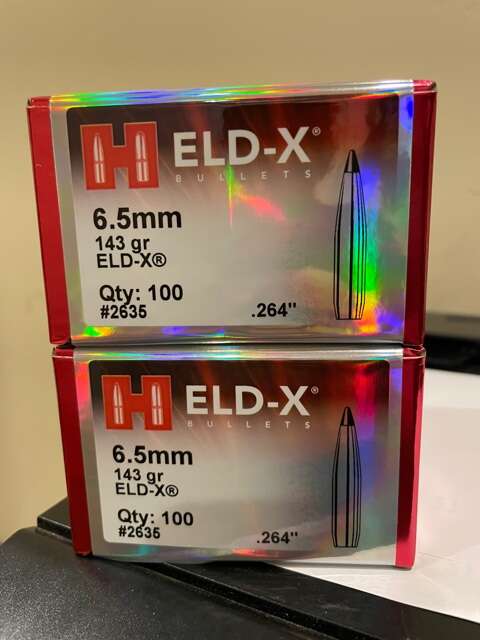 H ELD-X®
BULLETS
6.5mm
143 gr
ELD-X®
Qty: 100
#2635
.264"
H ELD-X®
BULLETS
6.5mm
143 gr
ELD-X®
Qty: 100
#2635
.264"